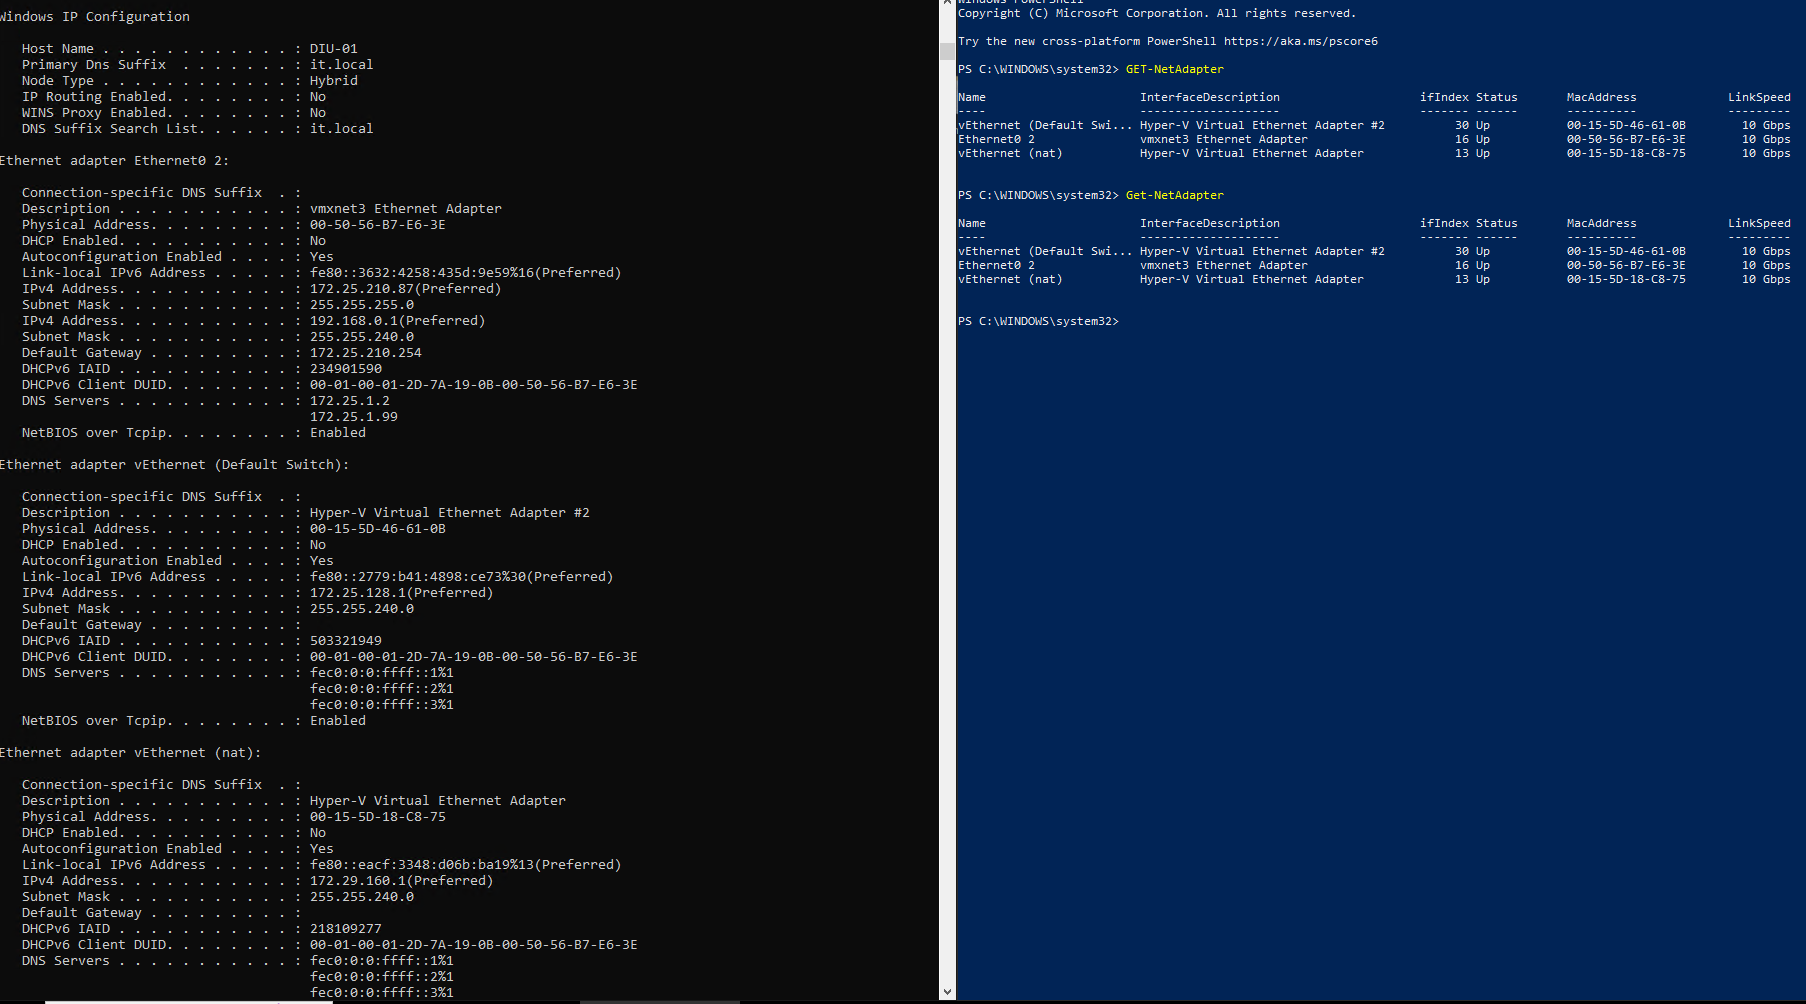 Windows IP Configuration
Host Name . . . . . . . . . . . . : DIU-01
Primary Dns Suffix  . . . . . . . : it.local
Node Type . . . . . . . . . . . . : Hybrid
IP Routing Enabled. . . . . . . . : No
WINS Proxy Enabled. . . . . . . . : No
DNS Suffix Search List. . . . . . : it.local
Ethernet adapter Ethernet0 2:
Connection-specific DNS Suffix  . :
Description . . . . . . . . . . . : vmxnet3 Ethernet Adapter
Physical Address. . . . . . . . . : 00-50-56-B7-E6-3E
DHCP Enabled. . . . . . . . . . . : No
Autoconfiguration Enabled . . . . : Yes
Link-local IPv6 Address . . . . . : fe80::3632:4258:435d:9e59%16(Preferred)
IPv4 Address. . . . . . . . . . . : 172.25.210.87(Preferred)
Subnet Mask . . . . . . . . . . . : 255.255.255.0
IPv4 Address. . . . . . . . . . . : 192.168.0.1(Preferred)
Subnet Mask . . . . . . . . . . . : 255.255.240.0
Default Gateway . . . . . . . . . : 172.25.210.254
DHCPv6 IAID . . . . . . . . . . . : 234901590
DHCPv6 Client DUID. . . . . . . . : 00-01-00-01-2D-7A-19-0B-00-50-56-B7-E6-3E
DNS Servers . . . . . . . . . . . : 172.25.1.2
172.25.1.99
NetBIOS over Tcpip. . . . . . . . : Enabled
Ethernet adapter vEthernet (Default Switch):
Connection-specific DNS Suffix  . :
Description . . . . . . . . . . . : Hyper-V Virtual Ethernet Adapter #2
Physical Address. . . . . . . . . : 00-15-5D-46-61-0B
DHCP Enabled. . . . . . . . . . . : No
Autoconfiguration Enabled . . . . : Yes
Link-local IPv6 Address . . . . . : fe80::2779:b41:4898:ce73%30(Preferred)
IPv4 Address. . . . . . . . . . . : 172.25.128.1(Preferred)
Subnet Mask . . . . . . . . . . . : 255.255.240.0
Default Gateway . . . . . . . . . :
DHCPv6 IAID . . . . . . . . . . . : 503321949
DHCPv6 Client DUID. . . . . . . . : 00-01-00-01-2D-7A-19-0B-00-50-56-B7-E6-3E
DNS Servers . . . . . . . . . . . : fec0:0:0:ffff::1%1
fec0:0:0:ffff::2%1
fec0:0:0:ffff::3%1
NetBIOS over Tcpip. . . . . . . . : Enabled
Ethernet adapter vEthernet (nat):
Connection-specific DNS Suffix  . :
Description . . . . . . . . . . . : Hyper-V Virtual Ethernet Adapter
Physical Address. . . . . . . . . : 00-15-5D-18-C8-75
DHCP Enabled. . . . . . . . . . . : No
Autoconfiguration Enabled . . . . : Yes
Link-local IPv6 Address . . . . . : fe80::eacf:3348:d06b:ba19%13(Preferred)
IPv4 Address. . . . . . . . . . . : 172.29.160.1(Preferred)
Subnet Mask . . . . . . . . . . . : 255.255.240.0
Default Gateway . . . . . . . . . :
DHCPv6 IAID . . . . . . . . . . . : 218109277
DHCPv6 Client DUID. . . . . . . . : 00-01-00-01-2D-7A-19-0B-00-50-56-B7-E6-3E
DNS Servers . . . . . . . . . . . : fec0:0:0:ffff::1%1
fec0:0:0:ffff::2%1
fec0:0:0:ffff::3%1
Windows PowerShell
Copyright (C) Microsoft Corporation. All rights reserved.
Try the new cross-platform PowerShell https://aka.ms/pscore6
PS C:\WINDOWS\system32> GET-NetAdapter
Name                      InterfaceDescription                    ifIndex Status       MacAddress             LinkSpeed
----                      --------------------                    ------- ------       ----------             ---------
vEthernet (Default Swi... Hyper-V Virtual Ethernet Adapter #2          30 Up           00-15-5D-46-61-0B        10 Gbps
Ethernet0 2               vmxnet3 Ethernet Adapter                     16 Up           00-50-56-B7-E6-3E        10 Gbps
vEthernet (nat)           Hyper-V Virtual Ethernet Adapter             13 Up           00-15-5D-18-C8-75        10 Gbps
PS C:\WINDOWS\system32> Get-NetAdapter
Name                      InterfaceDescription                    ifIndex Status       MacAddress             LinkSpeed
----                      --------------------                    ------- ------       ----------             ---------
vEthernet (Default Swi... Hyper-V Virtual Ethernet Adapter #2          30 Up           00-15-5D-46-61-0B        10 Gbps
Ethernet0 2               vmxnet3 Ethernet Adapter                     16 Up           00-50-56-B7-E6-3E        10 Gbps
vEthernet (nat)           Hyper-V Virtual Ethernet Adapter             13 Up           00-15-5D-18-C8-75        10 Gbps
PS C:\WINDOWS\system32>